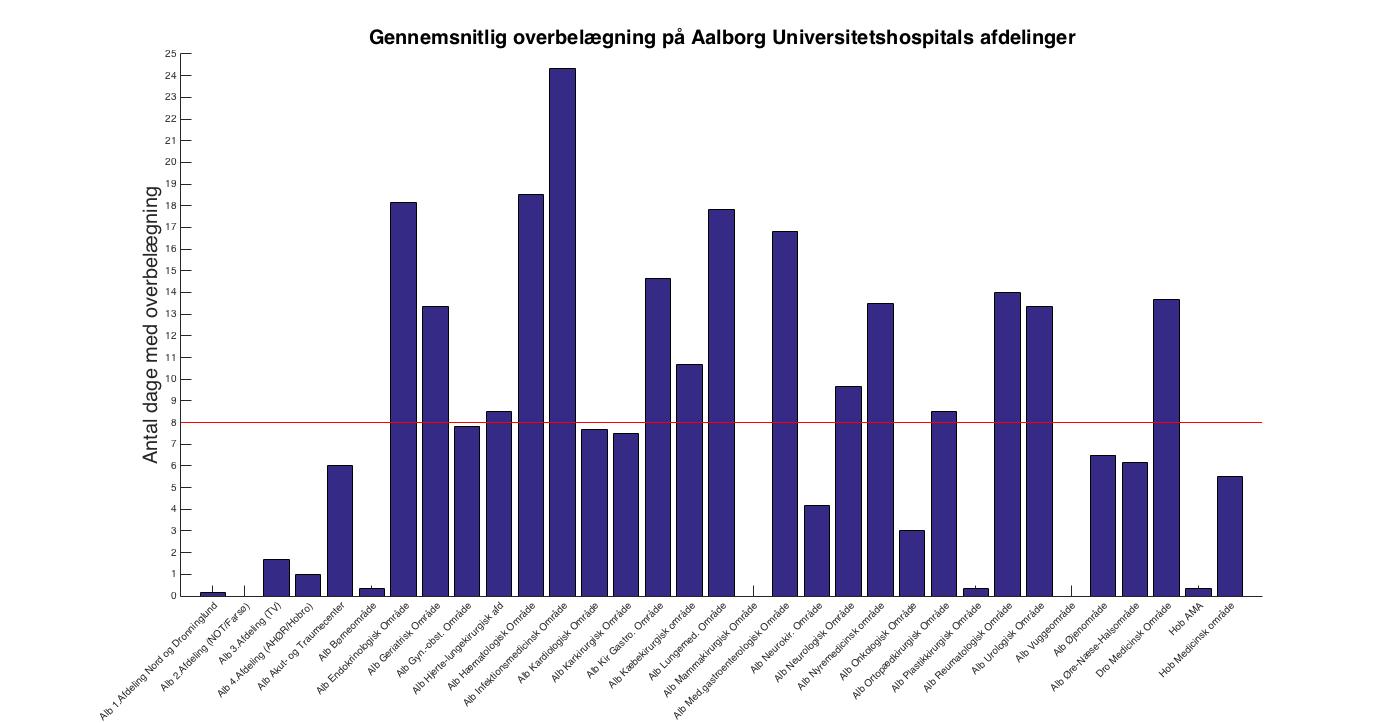 Gennemsnitlig overbelægning på Aalborg Universitetshospitals afdelinger
Antal dage med overbelægning
25
24
23
22
21
20
19
18
17
16
15
14
13
12
11
10
9
8
7
6
5
4
3
2
1
0
Alb 1.Afdeling Nord og Dronninglund
Alb 2.Afdeling (NOT/Farsø)
Alb 3.Afdeling (TV)
Alb 4.Afdeling (AHOR/Hobro)
Alb Akut- og Traumecenter
Alb Børneområde
Alb Endokrinologisk Område
Alb Geriatrisk Område
Alb Gyn.-obst. Område
Alb Hjerte-lungekirurgisk afd
Alb Hæmatologisk Område
Alb Infektionsmedicinsk Område
Alb Kardiologisk Område
Alb Karkirurgisk Område
Alb Kir Gastro. Område
Alb Kæbekirurgisk område
Alb Lungemed. Område
Alb Mammakirurgisk Område
Alb Med.gastroenterologisk Område
Alb Neurokir. Område
Alb Neurologisk Område
Alb Nyremedicinsk område
Alb Onkologisk Område
Alb Ortopædkirurgisk Område
Alb Plastikkirurgisk Område
Alb Reumatologisk Område
Alb Urologisk Område
Alb Vuggeområde
Alb Øjenområde
Alb Øre-Næse-Halsområde
Dro Medicinsk Område
Hob AMA
Hob Medicinsk område